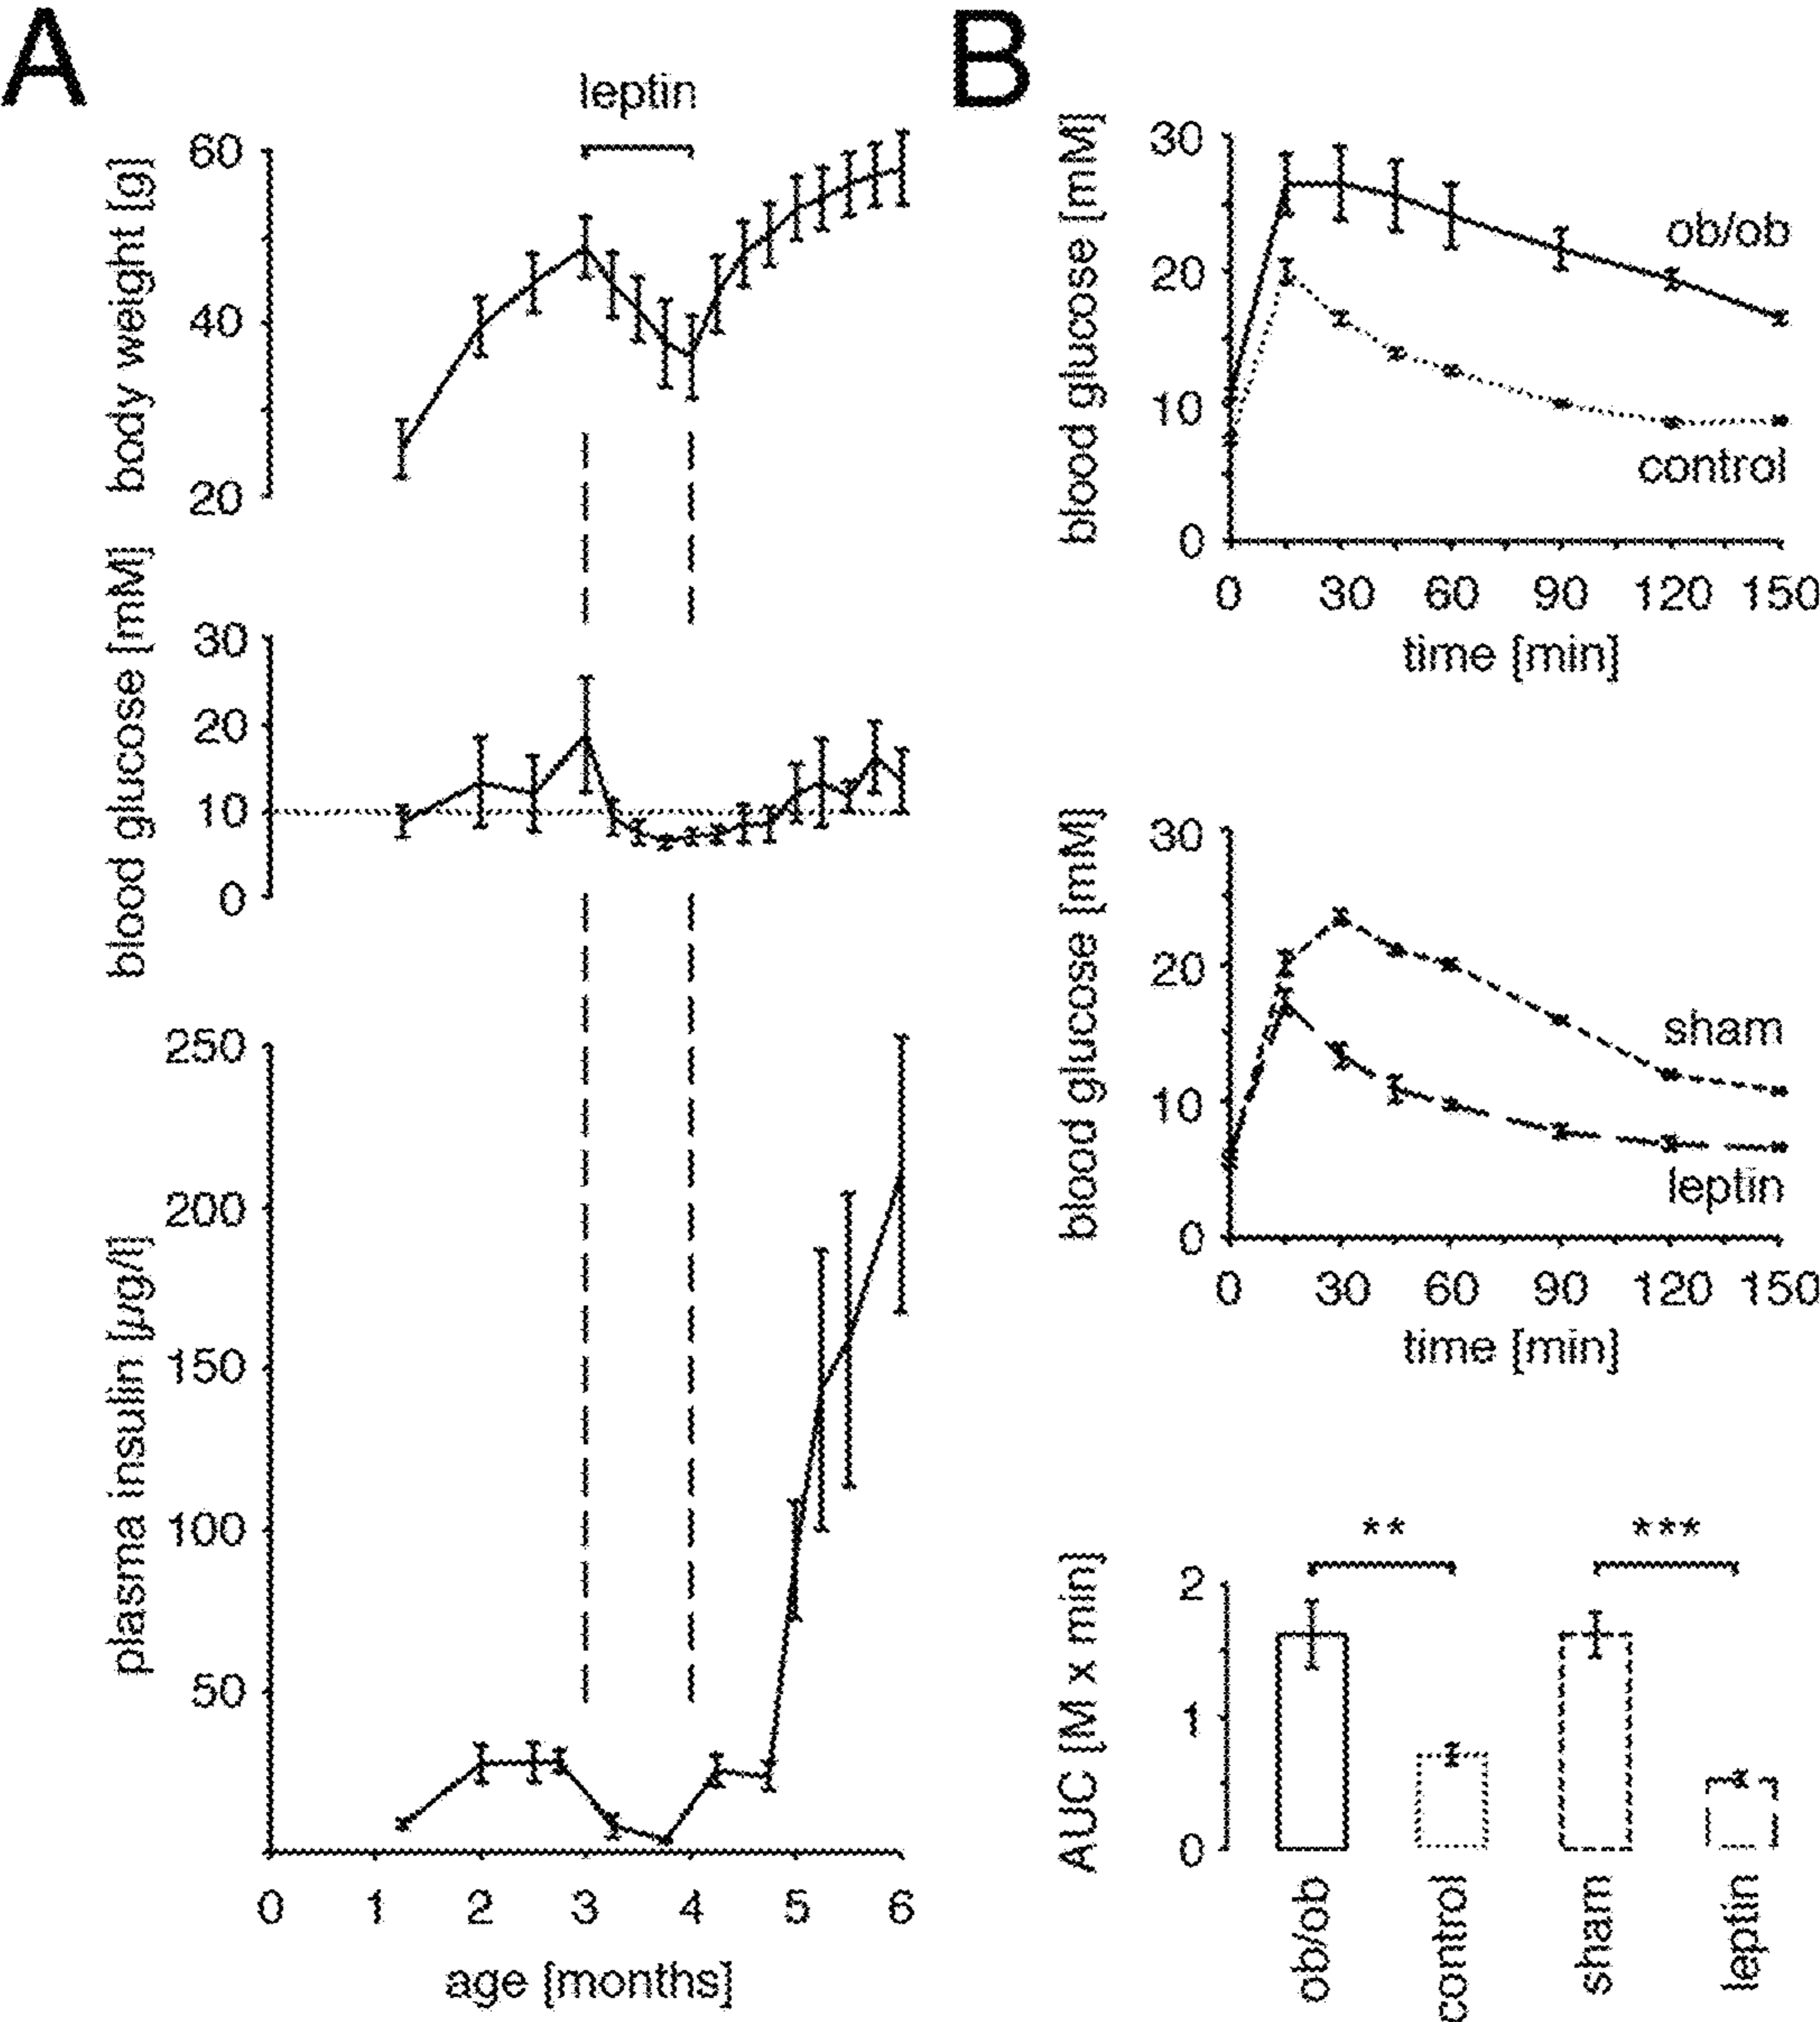 A
leptin
body weight [g]
60
40
20
blood glucose [mM]
30
20
10
0
plasma insulin [µg/l]
250
200
150
100
50
0 1 2 3 4 5 6
age [months]
B
blood glucose [mM]
30
20
10
0
ob/ob
control
0 30 60 90 120 150
time [min]
blood glucose [mM]
30
20
10
0
sham
leptin
0 30 60 90 120 150
time [min]
AUC [M x min]
2
1
0
** ***
ob/ob control sham leptin